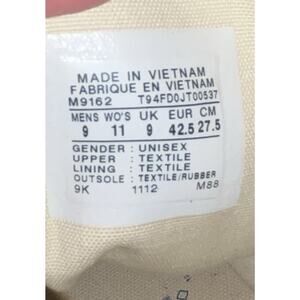 MADE IN VIETNAM
FABRIQUE EN VIETNAM
M9162 T94FD0JT00537
MENS WO'S UK EUR CM
9 11 9 42.5 27.5
GENDER : UNISEX
UPPER : TEXTILE
LINING : TEXTILE
OUTSOLE : TEXTILE/RUBBER
9K 1112 M88